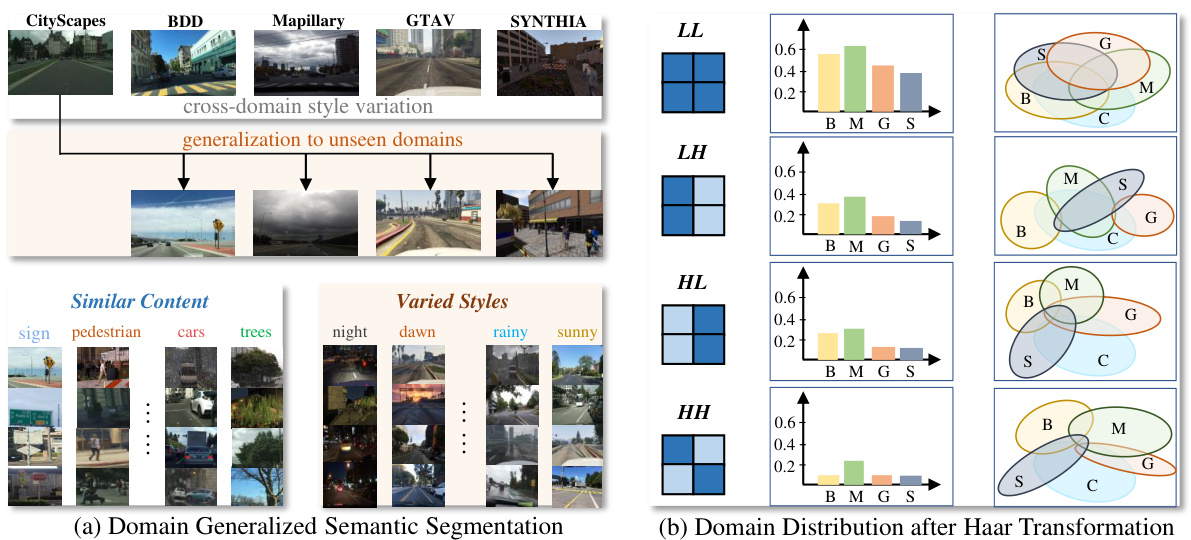 CityScapes BDD Mapillary GTAV SYNTHIA
cross-domain style variation
generalization to unseen domains
Similar Content
sign pedestrian cars trees
Varied Styles
night dawn rainy sunny
(a) Domain Generalized Semantic Segmentation
LL
0.6
0.4
0.2
B M G S
S G B M C
LH
0.6
0.4
0.2
B M G S
M S B G C
HL
0.6
0.4
0.2
B M G S
M B G S C
HH
0.6
0.4
0.2
B M G S
B M G S C
(b) Domain Distribution after Haar Transformation